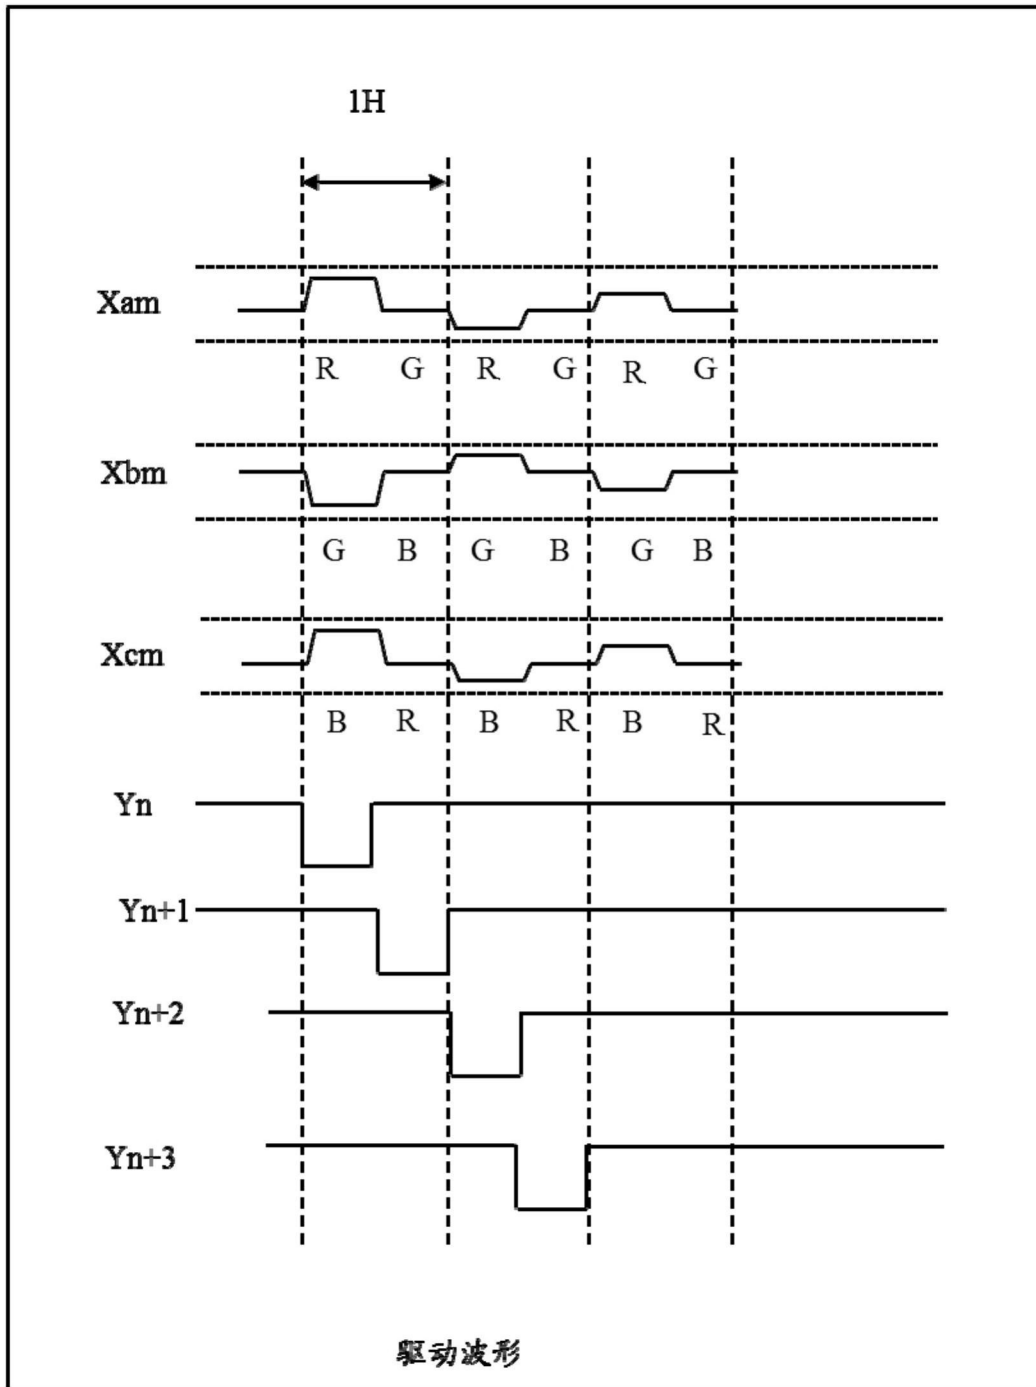 1H
Xam
R G R G R G
Xbm
G B G B G B
Xcm
B R B R B R
Yn
Yn+1
Yn+2
Yn+3
驱动波形